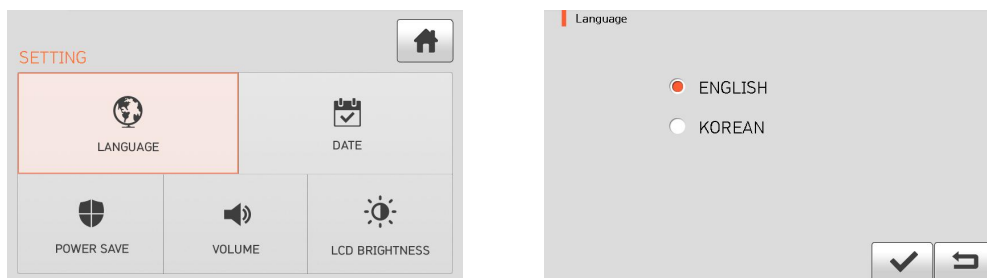 SETTING
LANGUAGE
DATE
POWER SAVE
VOLUME
LCD BRIGHTNESS
Language
ENGLISH
KOREAN